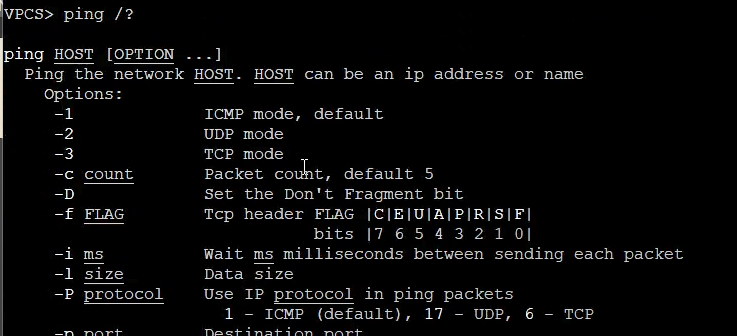 VPCS> ping /?
ping HOST [OPTION ...]
Ping the network HOST. HOST can be an ip address or name
Options:
-1 ICMP mode, default
-2 UDP mode
-3 TCP mode
-c count Packet count, default 5
-D Set the Don't Fragment bit
-f FLAG Tcp header FLAG |C|E|U|A|P|R|S|F|
bits |7 6 5 4 3 2 1 0|
-i ms Wait ms milliseconds between sending each packet
-l size Data size
-P protocol Use IP protocol in ping packets
1 - ICMP (default), 17 - UDP, 6 - TCP
-p port Destination port